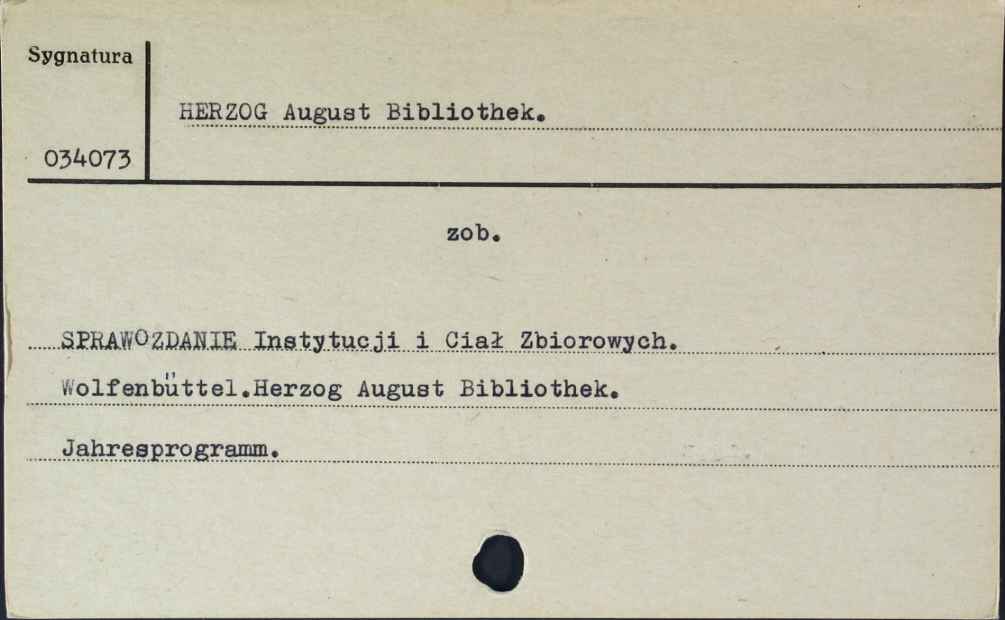 Sygnatura
HERZOG August Bibliothek.
034073
zob.
SPRAWOZDANIE Instytucji i Ciał Zbiorowych.
Wolfenbüttel.Herzog August Bibliothek.
Jahresprogramm.